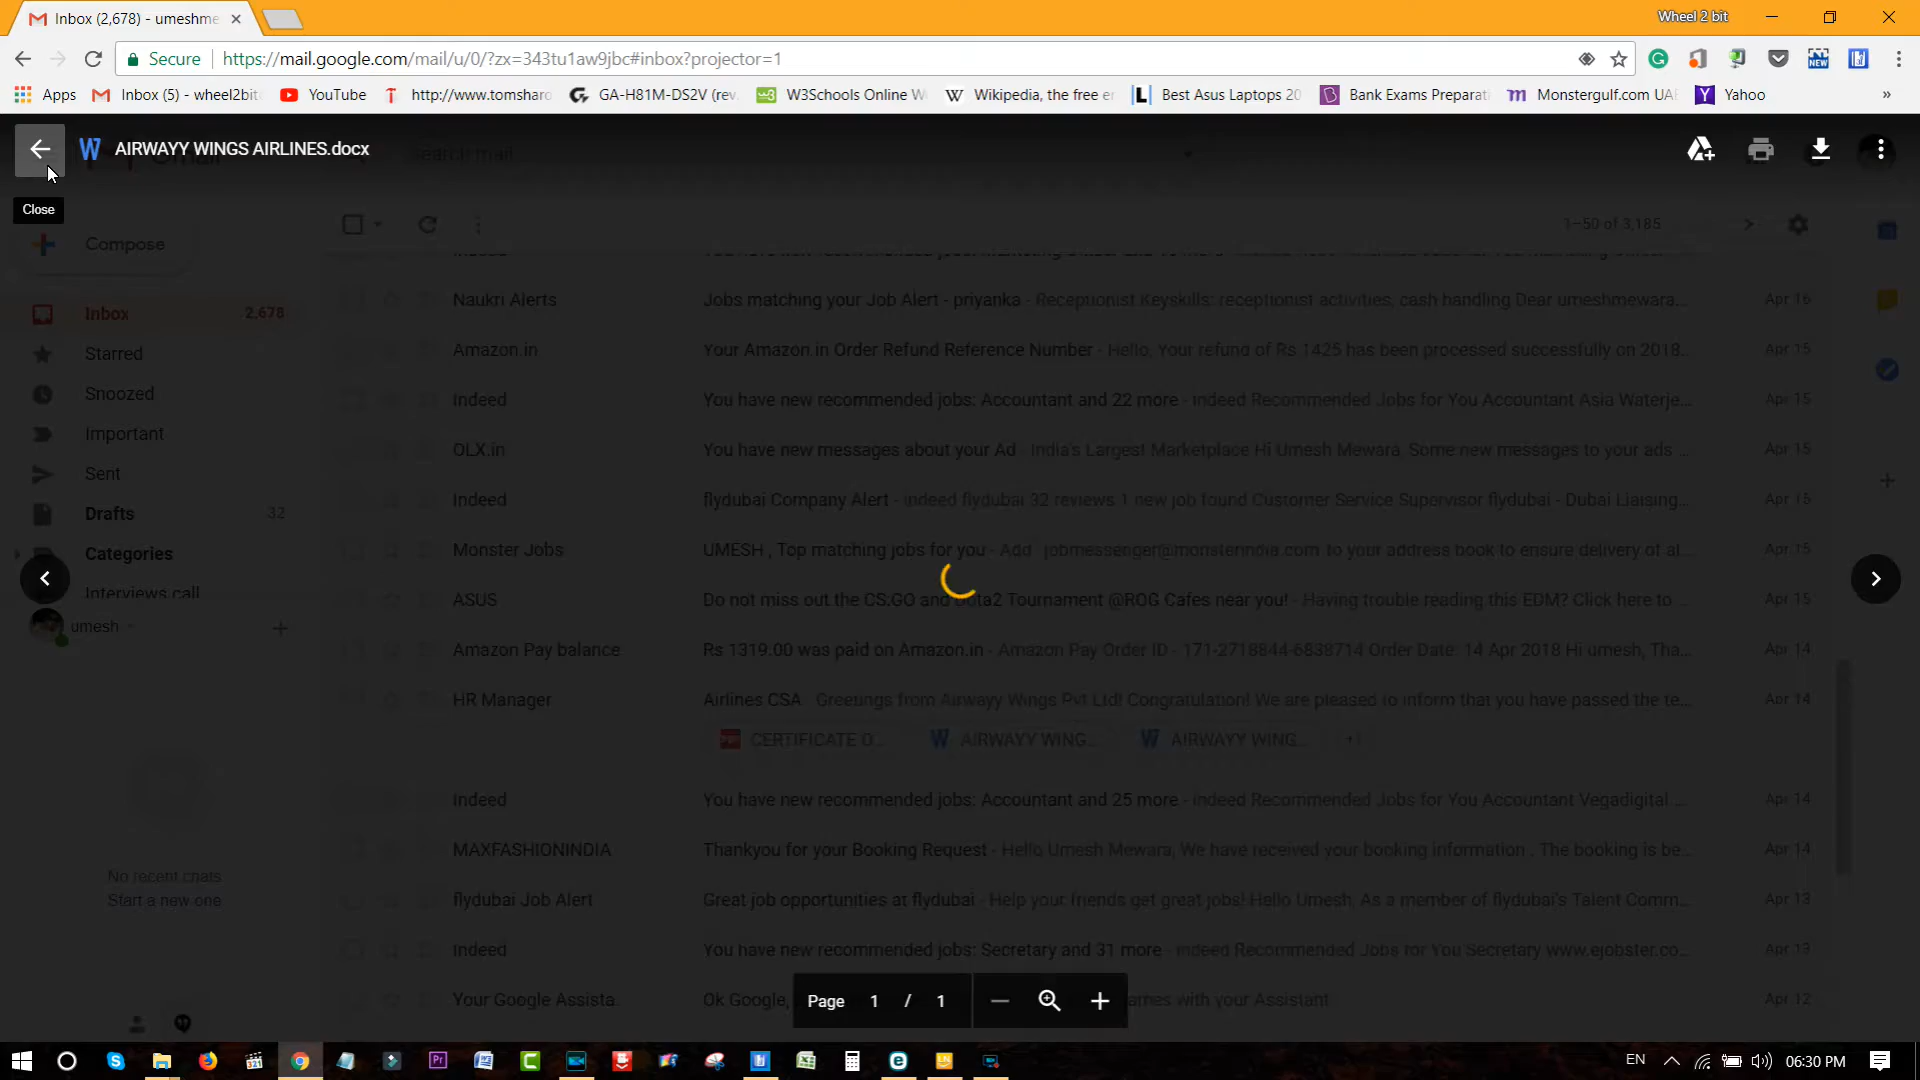 Inbox (2,678) - umeshme
Wheel 2 bit
Secure https://mail.google.com/mail/u/0/?zx=343tu1aw9jbc#inbox?projector=1
Apps Inbox (5) - wheel2bit YouTube http://www.tomsharo GA-H81M-DS2V (rev. W3Schools Online W Wikipedia, the free e Best Asus Laptops 20 Bank Exams Preparat Monstergulf.com UA Yahoo »
AIRWAYY WINGS AIRLINES.docx
Search mail
Close
Compose
1–50 of 3,185
Inbox 2,678
Starred
Snoozed
Important
Sent
Drafts 32
Categories
Interviews call
umesh
No recent chats
Start a new one
Naukri Alerts Jobs matching your Job Alert - priyanka - Receptionist Keyskills: receptionist activities, cash handling Dear umeshmewara... Apr 16
Amazon.in Your Amazon.in Order Refund Reference Number - Hello, Your refund of Rs 1425 has been processed successfully on 2018... Apr 15
Indeed You have new recommended jobs: Accountant and 22 more - indeed Recommended Jobs for You Accountant Asia Waterje... Apr 15
OLX.in You have new messages about your Ad - India's Largest! Marketplace Hi Umesh Mewara, Some new messages to your ads ... Apr 15
Indeed flydubai Company Alert - indeed flydubai 32 reviews 1 new job found Customer Service Supervisor flydubai - Dubai Liaising... Apr 15
Monster Jobs UMESH , Top matching jobs for you - Add jobmessenger@monsterindia.com to your address book to ensure delivery of al... Apr 15
ASUS Do not miss out the CS:GO and Dota2 Tournament @ROG Cafes near you! - Having trouble reading this EDM? Click here to ... Apr 15
Amazon Pay balance Rs 1319.00 was paid on Amazon.in - Amazon Pay Order ID - 171-2718844-6838714 Order Date: 14 Apr 2018 Hi umesh, Tha... Apr 14
HR Manager Airlines CSA - Greetings from Airwayy Wings Pvt Ltd! Congratulation! We are pleased to inform that you have passed the te... Apr 14
CERTIFICATE O... AIRWAYY WING... AIRWAYY WING... +1
Indeed You have new recommended jobs: Accountant and 25 more - indeed Recommended Jobs for You Accountant Vegadigital ... Apr 14
MAXFASHIONINDIA Thankyou for your Booking Request - Hello Umesh Mewara, We have received your booking information . The booking is be... Apr 14
flydubai Job Alert Great job opportunities at flydubai - Help your friends get great jobs! Hello Umesh, As a member of flydubai's Talent Comm... Apr 13
Indeed You have new recommended jobs: Secretary and 31 more - indeed Recommended Jobs for You Secretary www.ejobster.co... Apr 13
Your Google Assista. Ok Google, ames with your Assistant Apr 12
Page 1 / 1
EN 06:30 PM